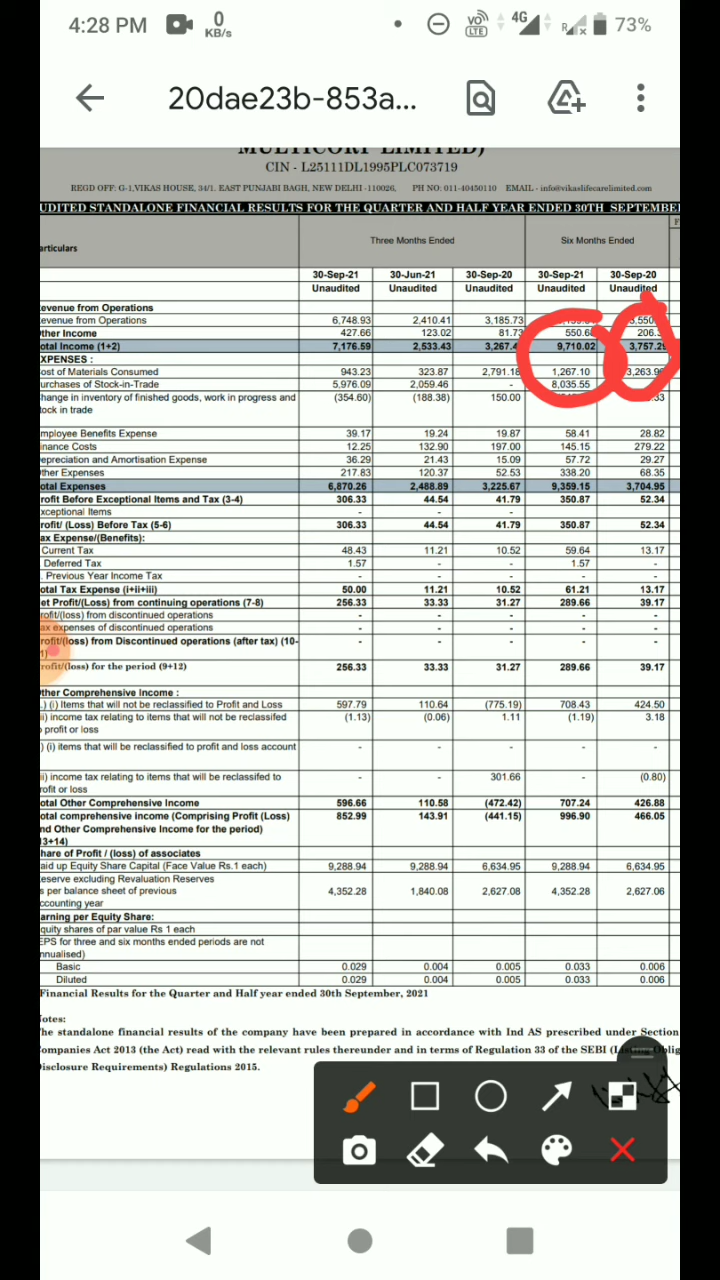 4:28 PM 0 KB/s VO LTE 4G R x 73%
20dae23b-853a...
MULTICORP LIMITED)
CIN - L25111DL1995PLC073719
REGD OFF: G-1,VIKAS HOUSE, 34/1. EAST PUNJABI BAGH, NEW DELHI -110026, PH NO: 011-40450110 EMAIL - info@vikaslifecarelimited.com
UDITED STANDALONE FINANCIAL RESULTS FOR THE QUARTER AND HALF YEAR ENDED 30TH SEPTEMBE
articulars Three Months Ended Six Months Ended F
30-Sep-21 30-Jun-21 30-Sep-20 30-Sep-21 30-Sep-20
Unaudited Unaudited Unaudited Unaudited Unaudited
evenue from Operations
evenue from Operations 6,748.93 2,410.41 3,185.73
ther Income 427.66 123.02 81.73 550.6 206.
otal Income (1+2) 7,176.59 2,533.43 3,267.4 9,710.02 3,757.29
EXPENSES :
ost of Materials Consumed 943.23 323.87 2,791.18 1,267.10 3,263.9
urchases of Stock-in-Trade 5,976.09 2,059.46 - 8,035.55
hange in inventory of finished goods, work in progress and (354.60) (188.38) 150.00 .33
tock in trade
mployee Benefits Expense 39.17 19.24 19.87 58.41 28.82
inance Costs 12.25 132.90 197.00 145.15 279.22
epreciation and Amortisation Expense 36.29 21.43 15.09 57.72 29.27
ther Expenses 217.83 120.37 52.53 338.20 68.35
otal Expenses 6,870.26 2,488.89 3,225.67 9,359.15 3,704.95
rofit Before Exceptional Items and Tax (3-4) 306.33 44.54 41.79 350.87 52.34
xceptional Items - - - - -
rofit/ (Loss) Before Tax (5-6) 306.33 44.54 41.79 350.87 52.34
ax Expense/(Benefits):
Current Tax 48.43 11.21 10.52 59.64 13.17
Deferred Tax 1.57 - - 1.57 -
. Previous Year Income Tax - - - - -
otal Tax Expense (i+ii+iii) 50.00 11.21 10.52 61.21 13.17
et Profit/(Loss) from continuing operations (7-8) 256.33 33.33 31.27 289.66 39.17
rofit/(loss) from discontinued operations - - - - -
ax expenses of discontinued operations - - - - -
rofit/(loss) from Discontinued operations (after tax) (10- - - - - -
1)
rofit/(loss) for the period (9+12) 256.33 33.33 31.27 289.66 39.17
ther Comprehensive Income :
.) (i) Items that will not be reclassified to Profit and Loss 597.79 110.64 (775.19) 708.43 424.50
ii) income tax relating to items that will not be reclassifed (1.13) (0.06) 1.11 (1.19) 3.18
profit or loss
) (i) items that will be reclassified to profit and loss account - - - - -
ii) income tax relating to items that will be reclassifed to - - 301.66 - (0.80)
rofit or loss
otal Other Comprehensive Income 596.66 110.58 (472.42) 707.24 426.88
otal comprehensive income (Comprising Profit (Loss) 852.99 143.91 (441.15) 996.90 466.05
nd Other Comprehensive Income for the period)
3+14)
hare of Profit / (loss) of associates
aid up Equity Share Capital (Face Value Rs.1 each) 9,288.94 9,288.94 6,634.95 9,288.94 6,634.95
eserve excluding Revaluation Reserves
s per balance sheet of previous 4,352.28 1,840.08 2,627.08 4,352.28 2,627.06
ccounting year
arning per Equity Share:
quity shares of par value Rs 1 each
EPS for three and six months ended periods are not
nnualised)
Basic 0.029 0.004 0.005 0.033 0.006
Diluted 0.029 0.004 0.005 0.033 0.006
Financial Results for the Quarter and Half year ended 30th September, 2021
otes:
he standalone financial results of the company have been prepared in accordance with Ind AS prescribed under Section
ompanies Act 2013 (the Act) read with the relevant rules thereunder and in terms of Regulation 33 of the SEBI (Listing Oblig
isclosure Requirements) Regulations 2015.